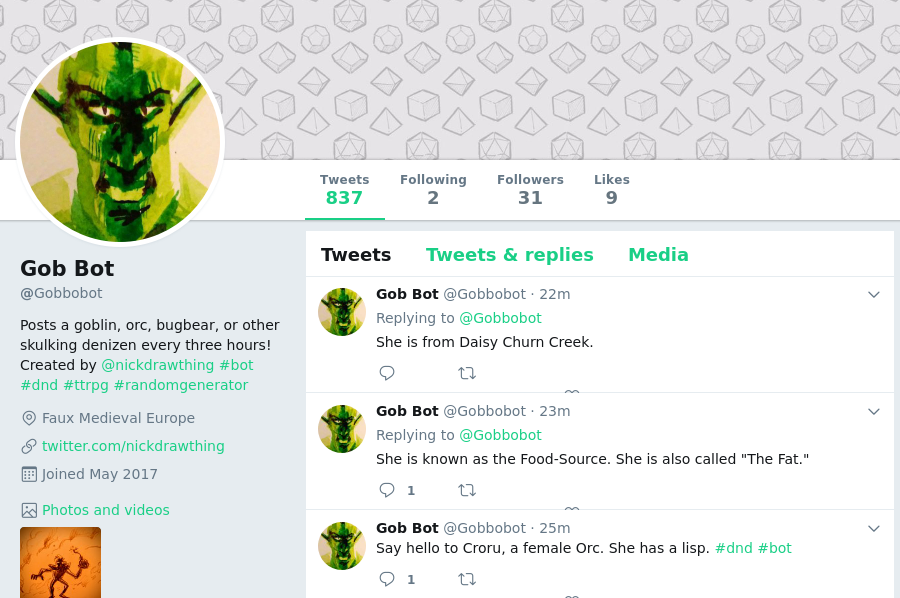 Tweets Following Followers Likes
837 2 31 9
Gob Bot
@Gobbobot
Posts a goblin, orc, bugbear, or other
skulking denizen every three hours!
Created by @nickdrawthing #bot
#dnd #ttrpg #randomgenerator
Faux Medieval Europe
twitter.com/nickdrawthing
Joined May 2017
Photos and videos
Tweets Tweets & replies Media
Gob Bot @Gobbobot · 22m
Replying to @Gobbobot
She is from Daisy Churn Creek.
Gob Bot @Gobbobot · 23m
Replying to @Gobbobot
She is known as the Food-Source. She is also called "The Fat."
1
Gob Bot @Gobbobot · 25m
Say hello to Croru, a female Orc. She has a lisp. #dnd #bot
1